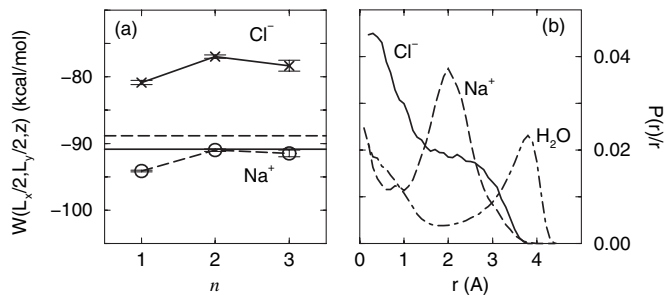 (a)
Cl⁻
Na⁺
W(Lₓ/2,Lᵧ/2,z) (kcal/mol)
−80
−90
−100
1 2 3
n
(b)
Cl⁻
Na⁺
H₂O
P(r)/r
0.04
0.02
0.00
0 1 2 3 4
r (A)